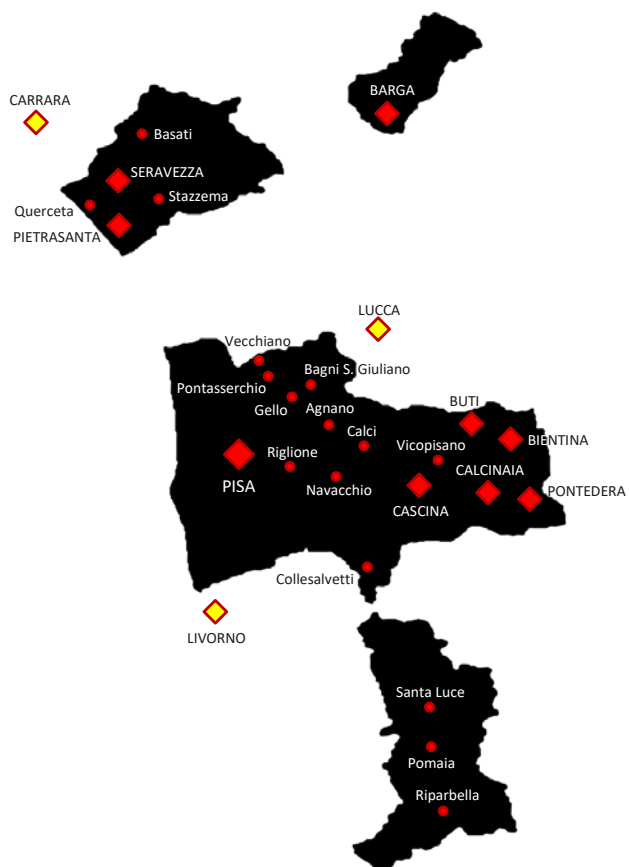 BARGA
CARRARA
Basati
SERAVEZZA
Stazzema
Querceta
PIETRASANTA
LUCCA
Vecchiano
Bagni S. Giuliano
Pontasserchio
Gello
Agnano
BUTI
Calci
Vicopisano
BIENTINA
Riglione
CALCINAIA
PONTEDERA
PISA
Navacchio
CASCINA
Collesalvetti
LIVORNO
Santa Luce
Pomaia
Riparbella